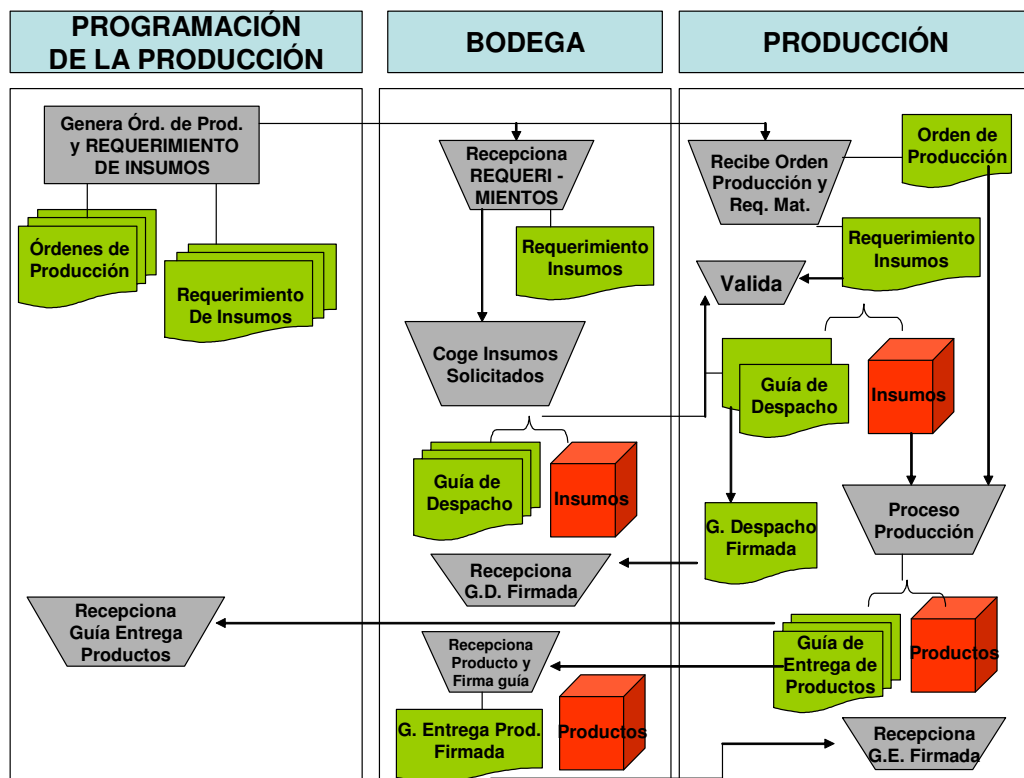 PROGRAMACIÓN
DE LA PRODUCCIÓN
BODEGA
PRODUCCIÓN
Genera Órd. de Prod.
y REQUERIMIENTO
DE INSUMOS
Órdenes de
Producción
Requerimiento
De Insumos
Recepciona
Guía Entrega
Productos
Recepciona
REQUERI -
MIENTOS
Requerimiento
Insumos
Coge Insumos
Solicitados
Guía de
Despacho
Insumos
Recepciona
G.D. Firmada
Recepciona
Producto y
Firma guía
G. Entrega Prod.
Firmada
Productos
Recibe Orden
Producción y
Req. Mat.
Orden de
Producción
Requerimiento
Insumos
Valida
Guía de
Despacho
Insumos
G. Despacho
Firmada
Proceso
Producción
Guía de
Entrega de
Productos
Productos
Recepciona
G.E. Firmada